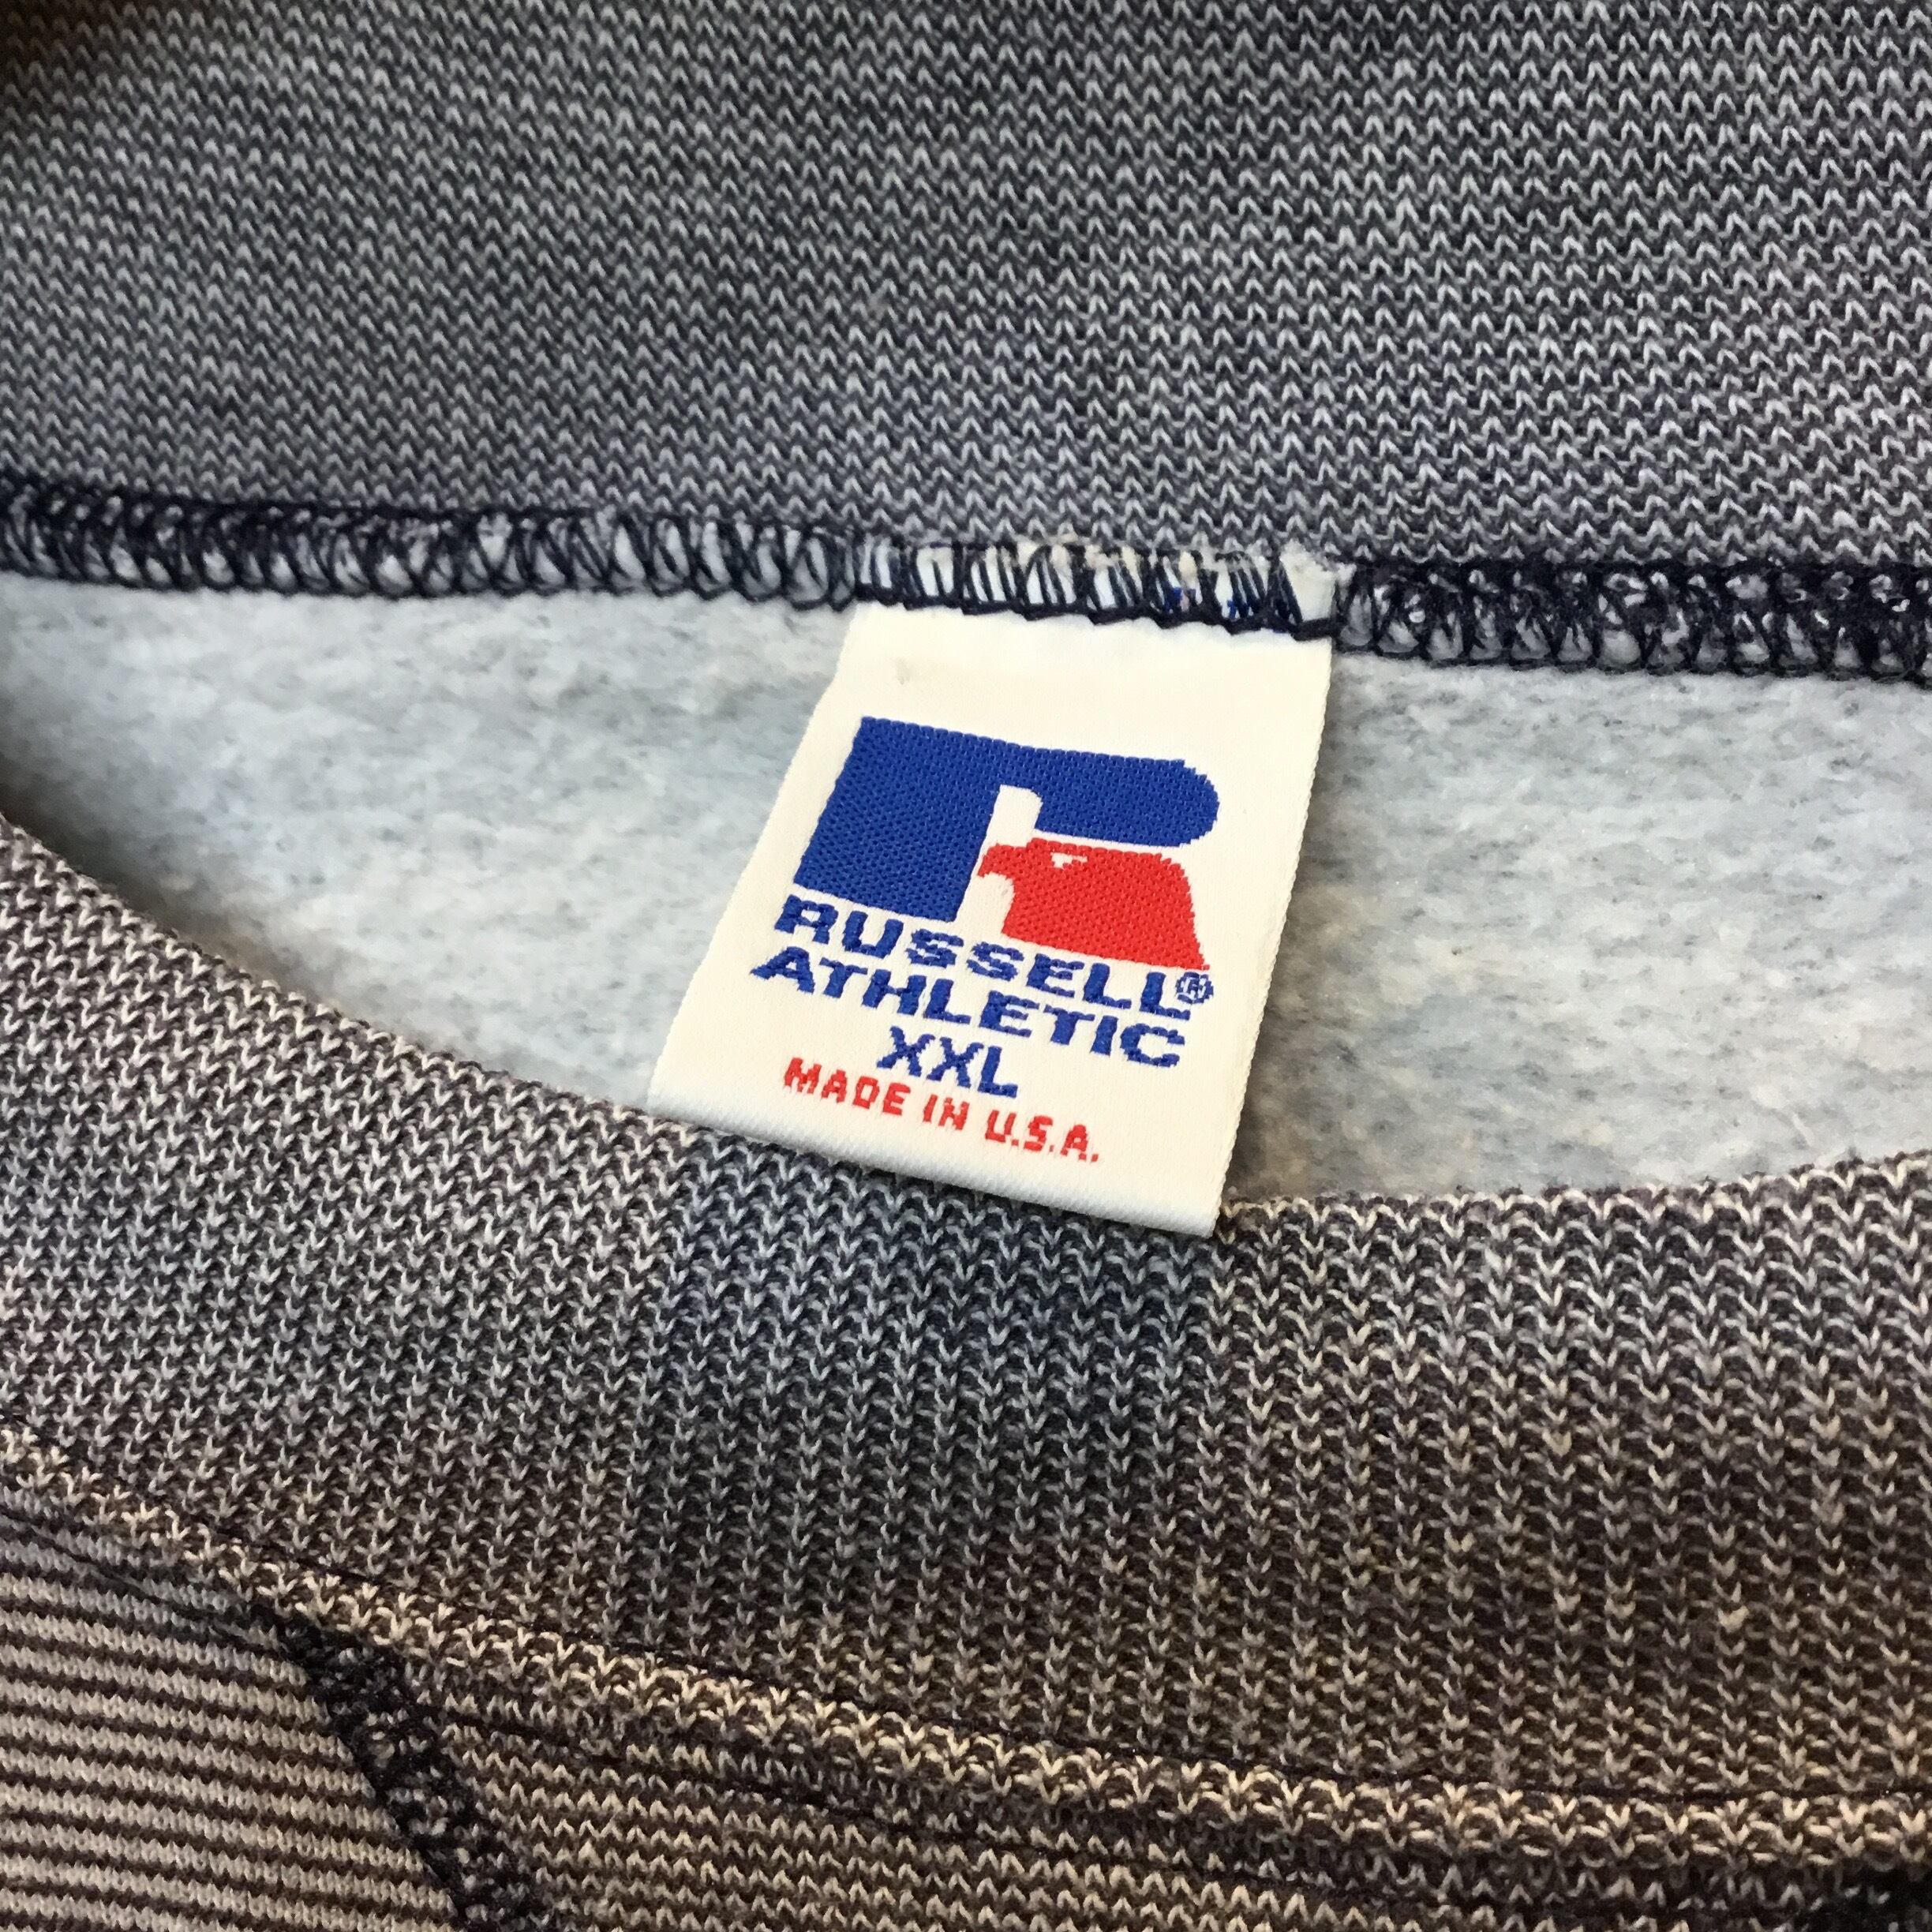 RUSSELL®
ATHLETIC
XXL
MADE IN U.S.A.